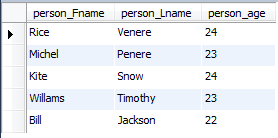 person_Fname person_Lname person_age
Rice Venere 24
Michel Penere 23
Kite Snow 24
Willams Timothy 23
Bill Jackson 22